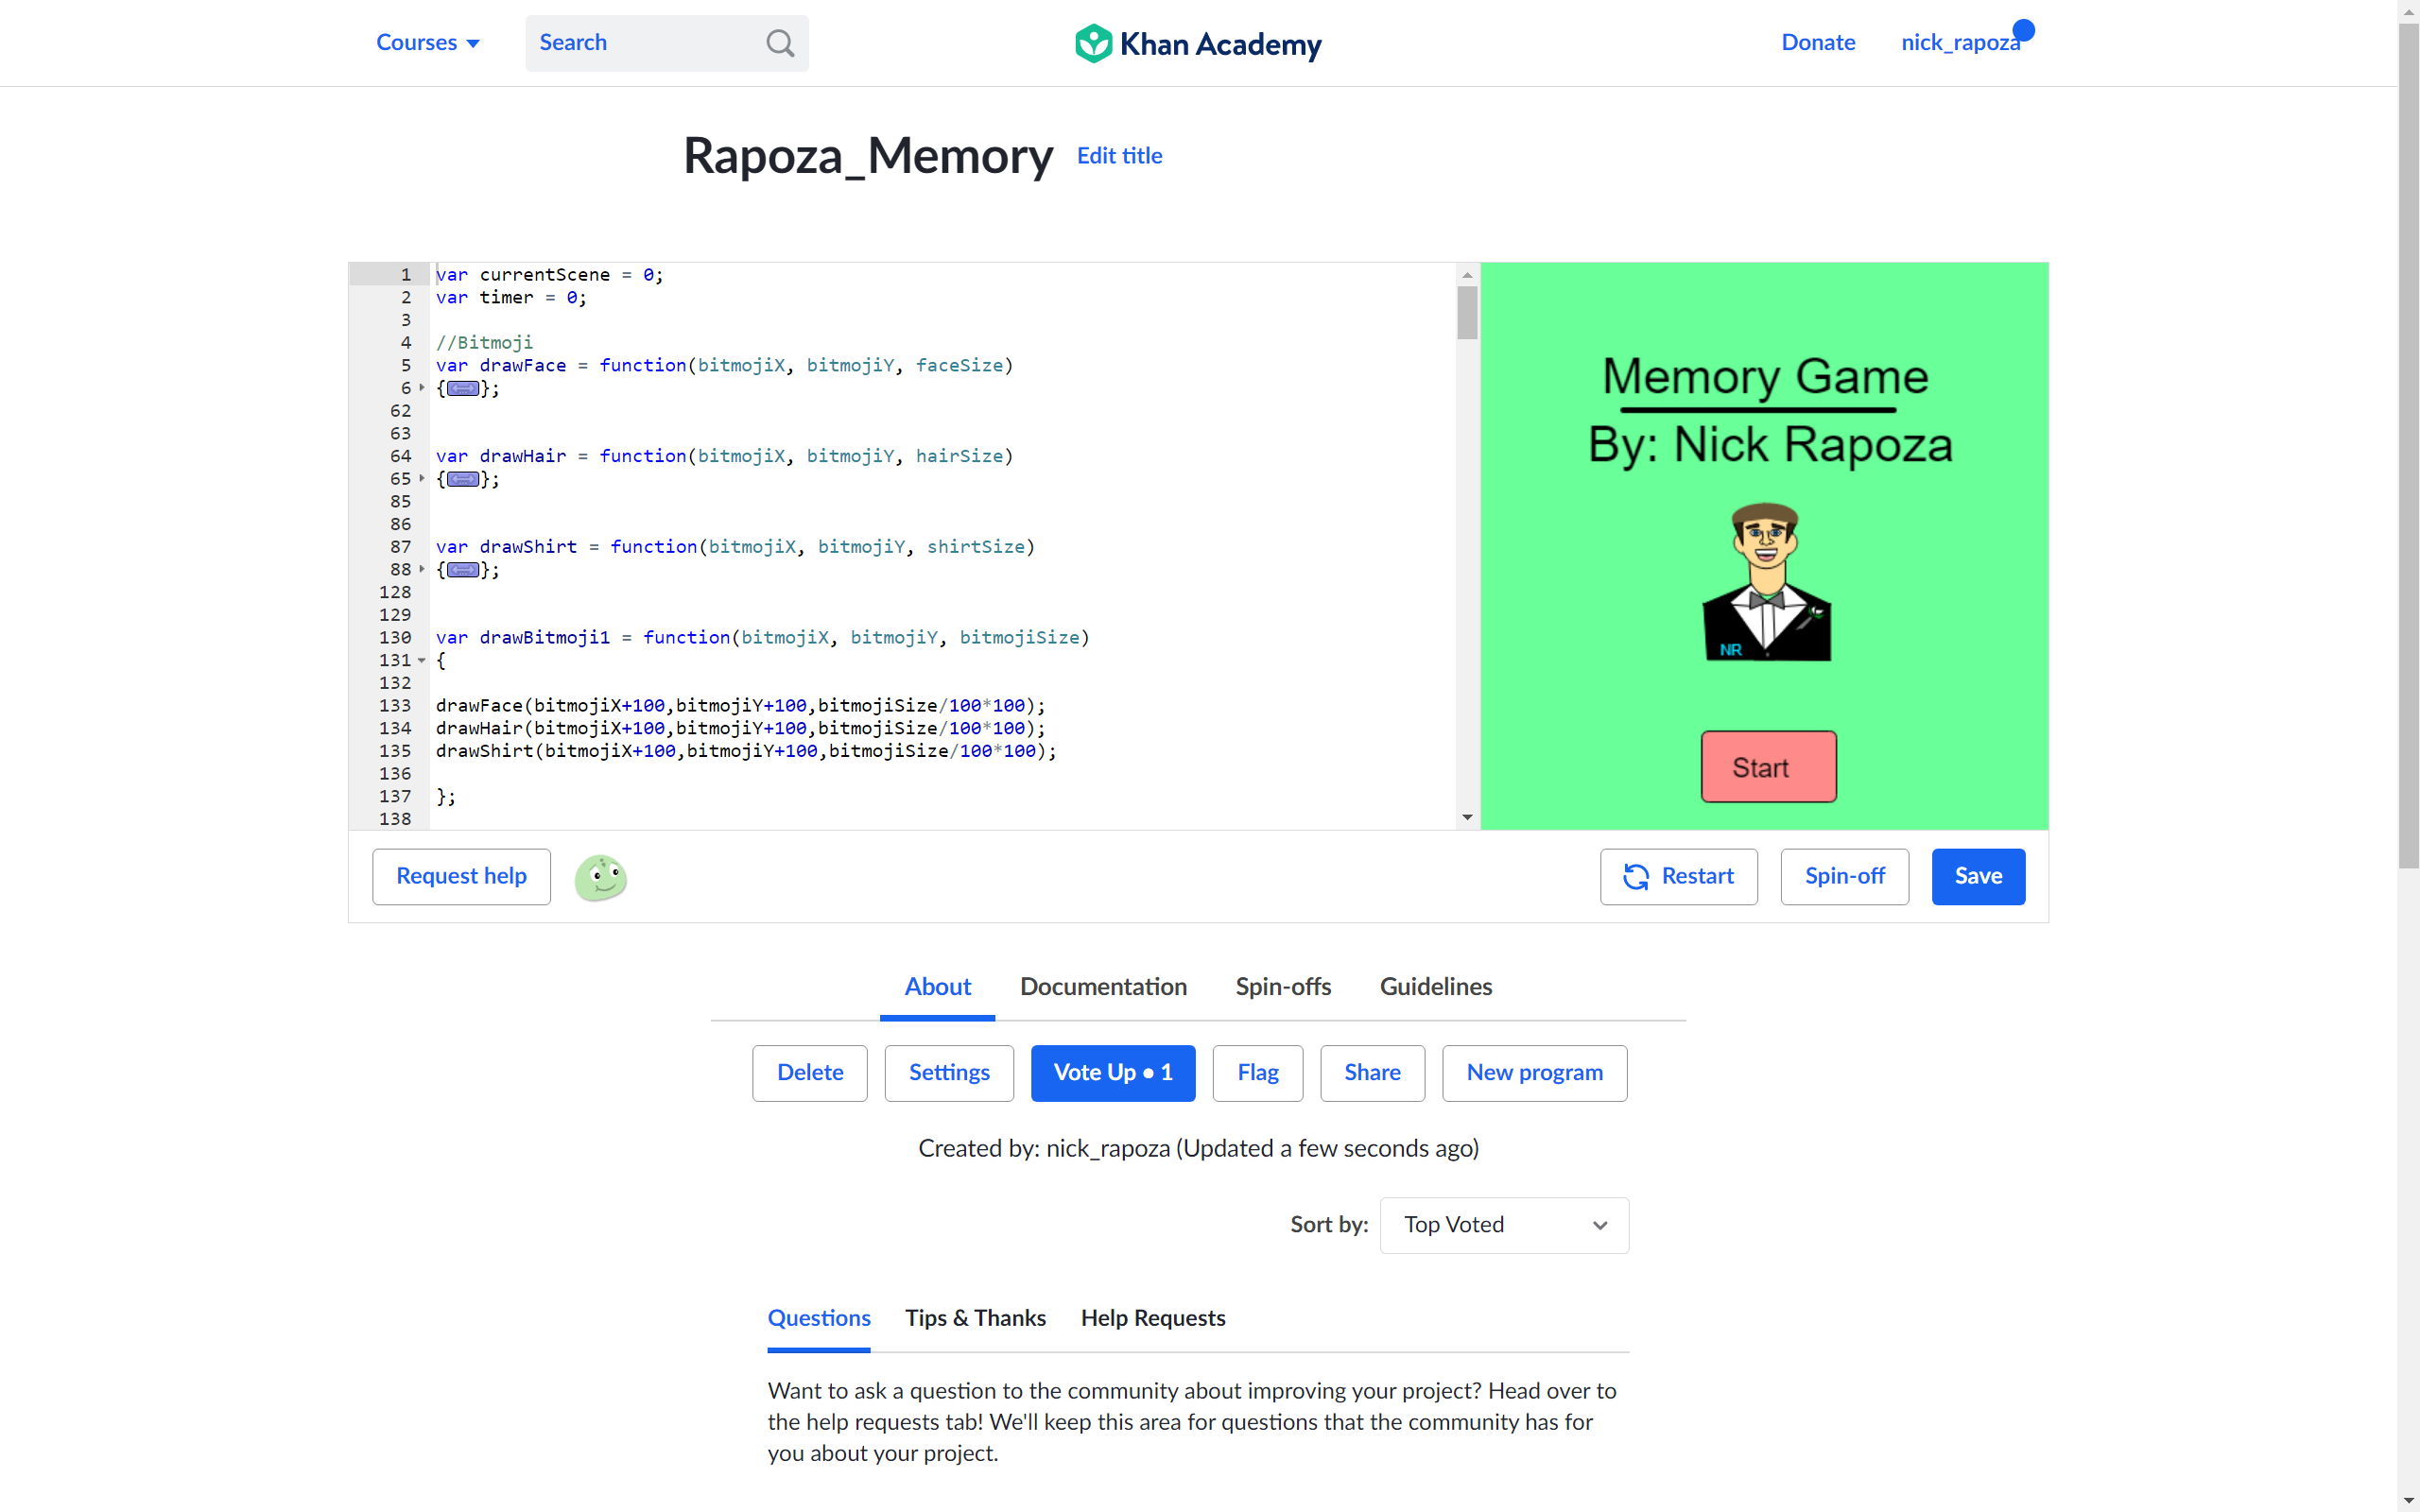 Courses
Search
Khan Academy
Donate
nick_rapoza
Rapoza_Memory
Edit title
1 var currentScene = 0;
2 var timer = 0;
3
4 //Bitmoji
5 var drawFace = function(bitmojiX, bitmojiY, faceSize)
6 {};
62
63
64 var drawHair = function(bitmojiX, bitmojiY, hairSize)
65 {};
85
86
87 var drawShirt = function(bitmojiX, bitmojiY, shirtSize)
88 {};
128
129
130 var drawBitmoji1 = function(bitmojiX, bitmojiY, bitmojiSize)
131 {
132
133 drawFace(bitmojiX+100,bitmojiY+100,bitmojiSize/100*100);
134 drawHair(bitmojiX+100,bitmojiY+100,bitmojiSize/100*100);
135 drawShirt(bitmojiX+100,bitmojiY+100,bitmojiSize/100*100);
136
137 };
138
Memory Game
By: Nick Rapoza
NR
Start
Request help
Restart
Spin-off
Save
About
Documentation
Spin-offs
Guidelines
Delete
Settings
Vote Up • 1
Flag
Share
New program
Created by: nick_rapoza (Updated a few seconds ago)
Sort by:
Top Voted
Questions
Tips & Thanks
Help Requests
Want to ask a question to the community about improving your project? Head over to
the help requests tab! We'll keep this area for questions that the community has for
you about your project.